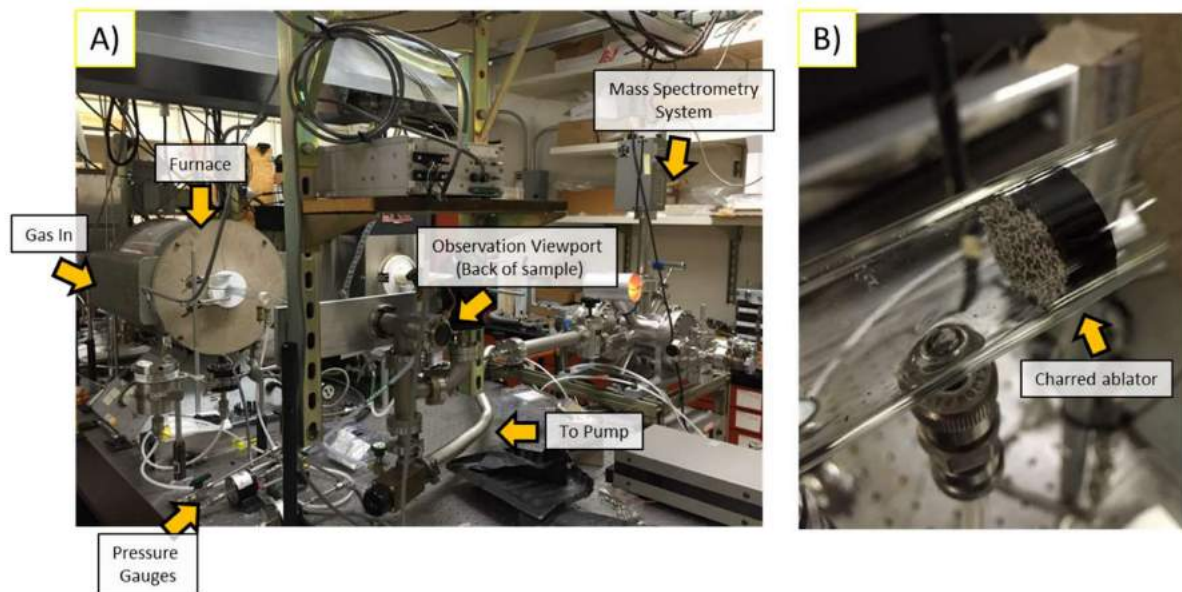 A)
B)
Mass Spectrometry
System
Furnace
Gas In
Observation Viewport
(Back of sample)
Charred ablator
To Pump
Pressure
Gauges